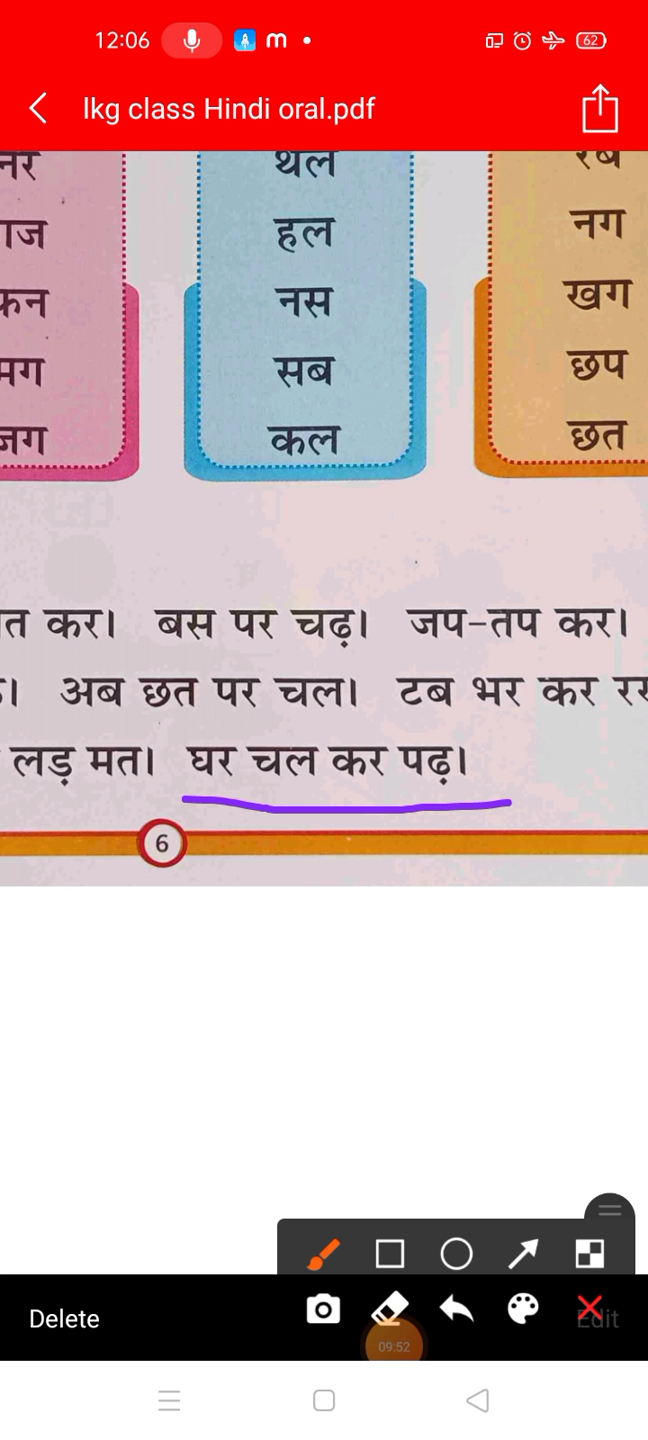 12:06
62
lkg class Hindi oral.pdf
थल
नग
हल
खग
नस
छप
सब
छत
कल
कर। बस पर चढ़। जप-तप कर।
अब छत पर चल। टब भर कर
लड़ मत। घर चल कर पढ़।
6
Delete
Edit
09:52